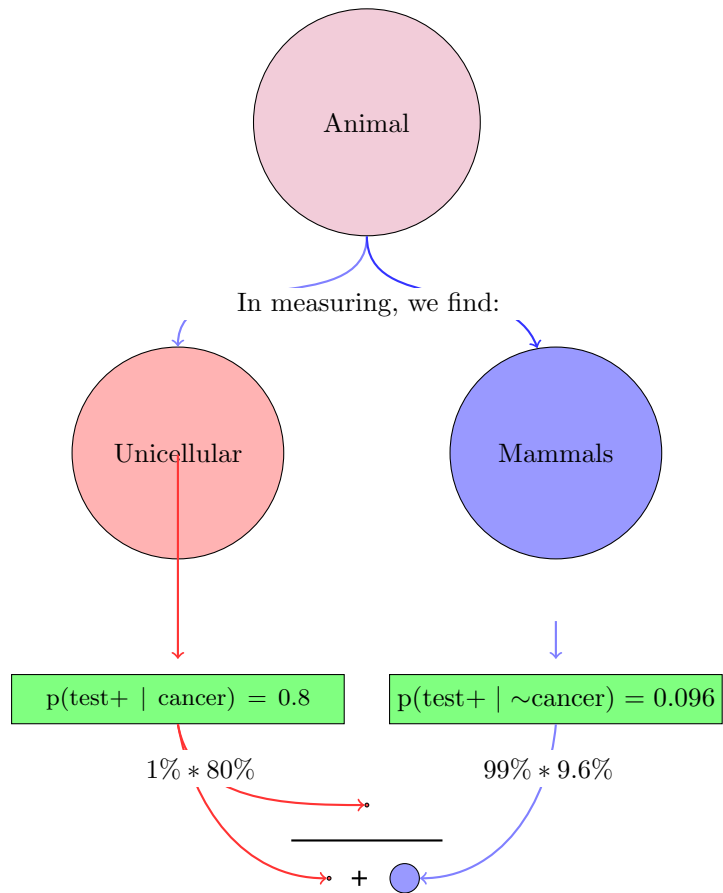 Animal
In measuring, we find:
Unicellular
Mammals
p(test+ | cancer) = 0.8
p(test+ | ∼cancer) = 0.096
1% ∗ 80%
99% ∗ 9.6%
+